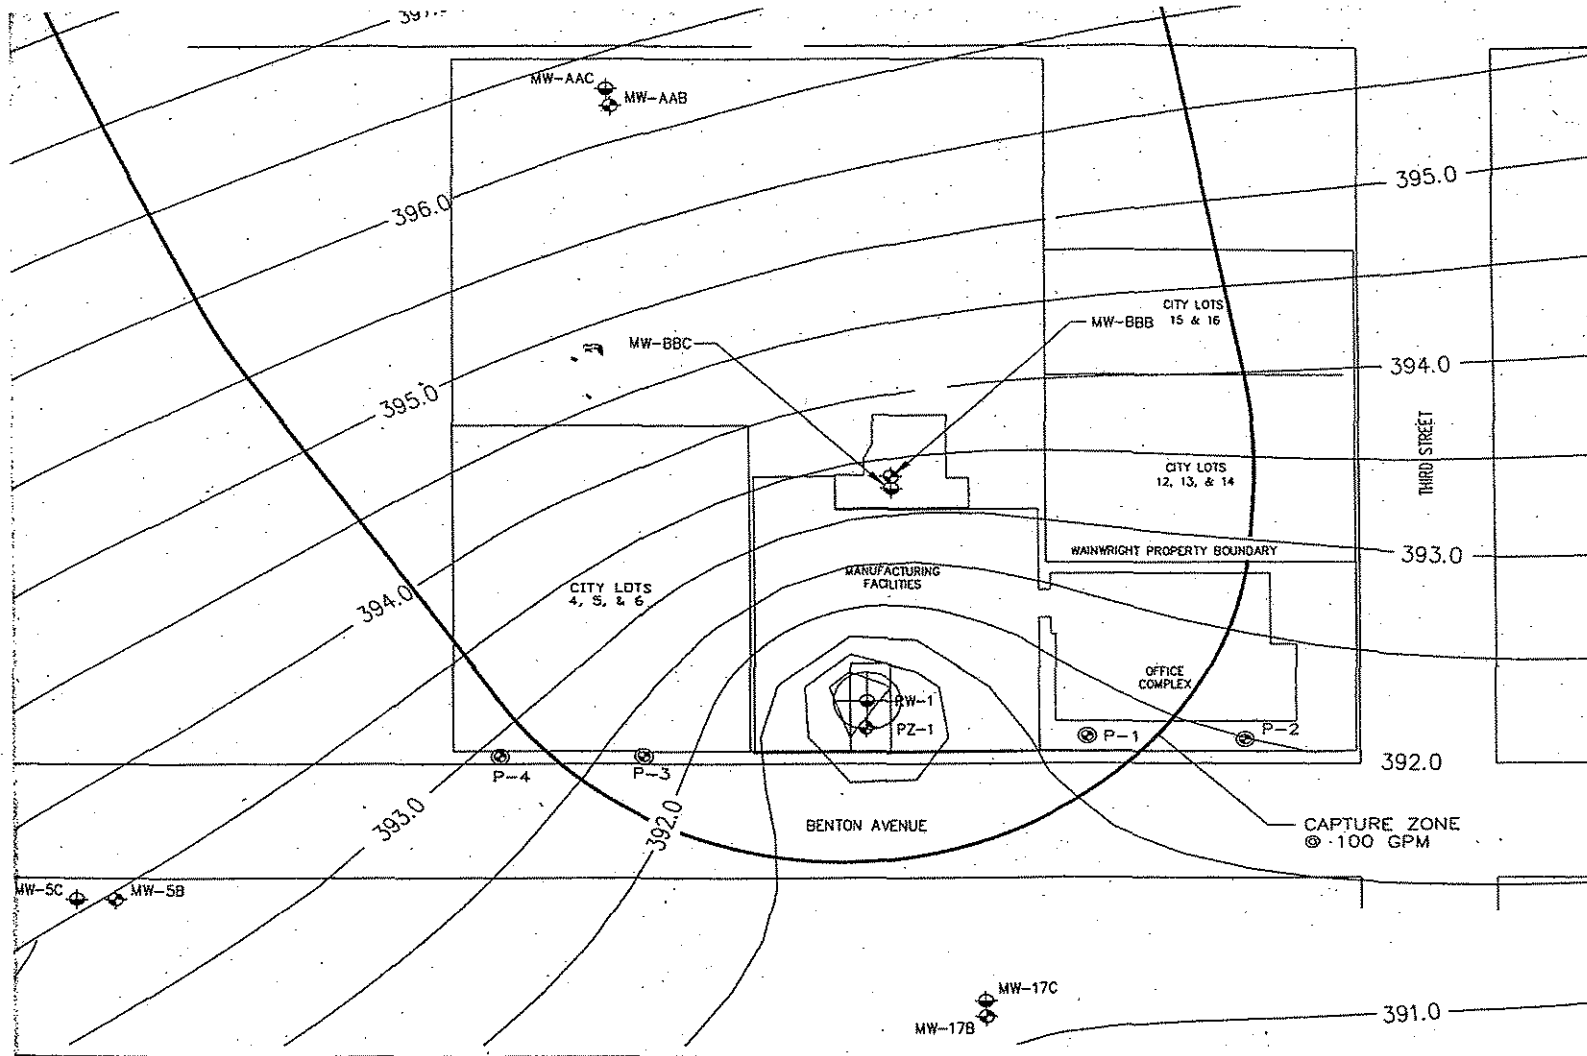 MW-AAC
MW-AAB
396.0
395.0
MW-BBC
MW-BBB
CITY LOTS
15 & 16
394.0
395.0
THIRD STREET
CITY LOTS
12, 13, & 14
WAINWRIGHT PROPERTY BOUNDARY
393.0
MANUFACTURING
FACILITIES
CITY LOTS
4, 5, & 6
394.0
OFFICE
COMPLEX
RW-1
PZ-1
P-1
P-2
P-4
P-3
392.0
393.0
392.0
BENTON AVENUE
CAPTURE ZONE
@ 100 GPM
MW-5C
MW-5B
MW-17C
MW-17B
391.0